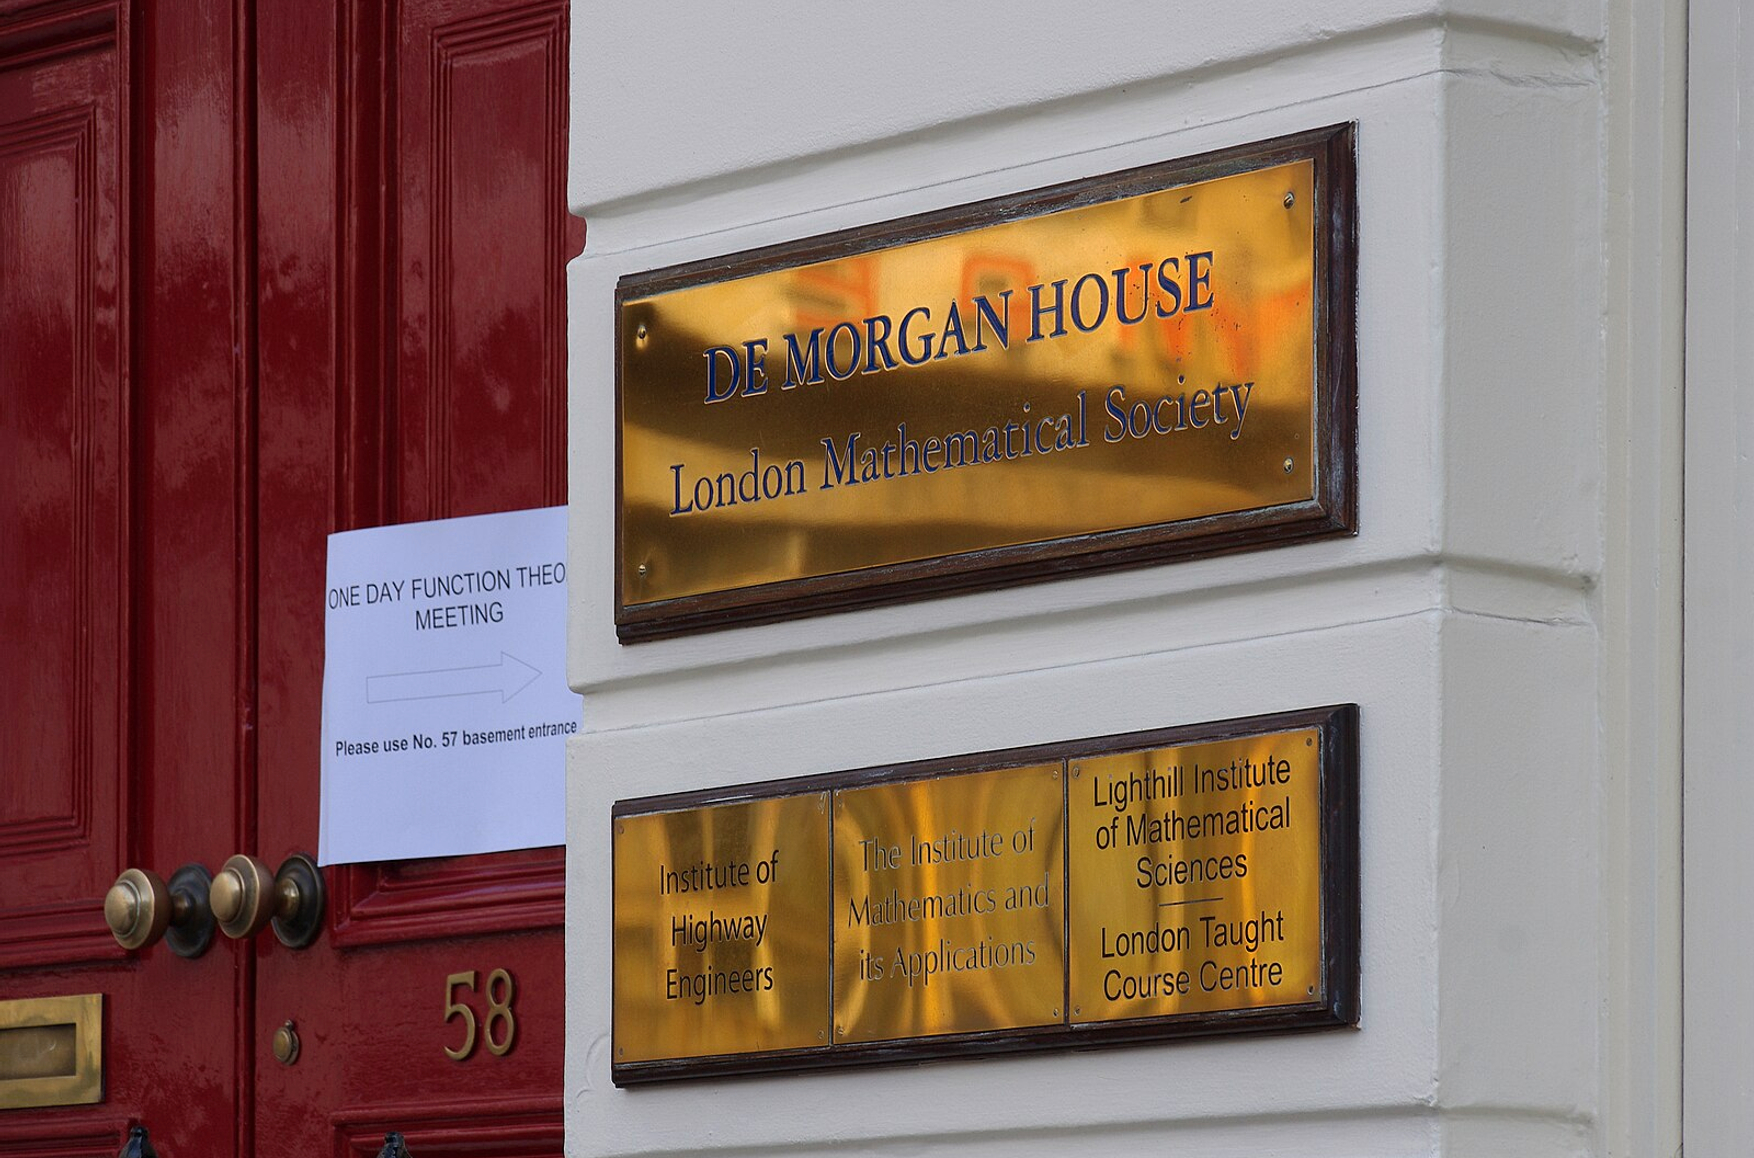 DE MORGAN HOUSE
London Mathematical Society
ONE DAY FUNCTION THEO
MEETING
Please use No. 57 basement entrance
Institute of
Highway
Engineers
The Institute of
Mathematics and
its Applications
Lighthill Institute
of Mathematical
Sciences
London Taught
Course Centre
58